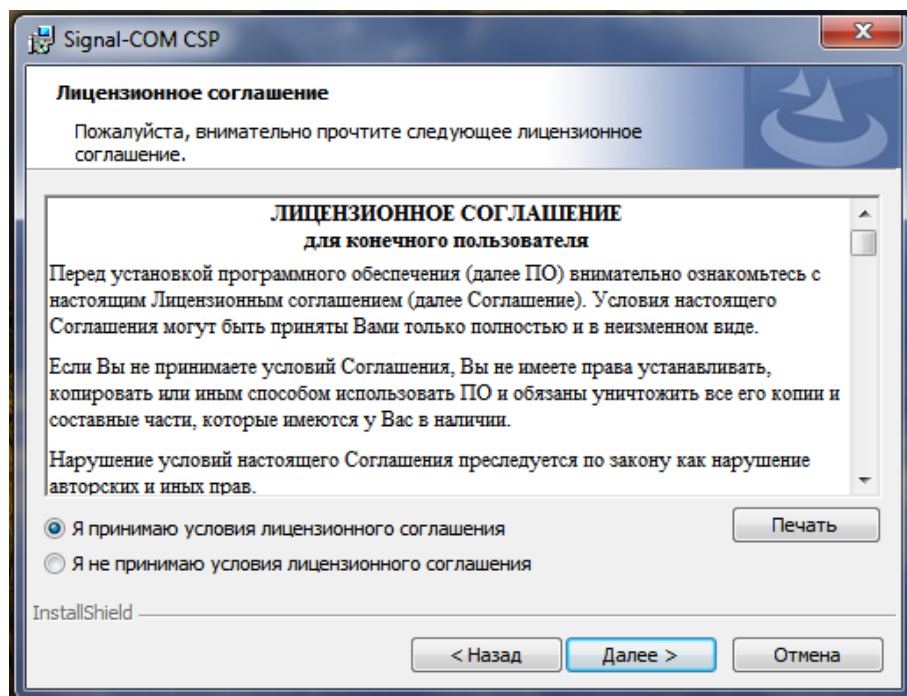 Signal-COM CSP
Лицензионное соглашение
Пожалуйста, внимательно прочтите следующее лицензионное
соглашение.
ЛИЦЕНЗИОННОЕ СОГЛАШЕНИЕ
для конечного пользователя
Перед установкой программного обеспечения (далее ПО) внимательно ознакомьтесь с
настоящим Лицензионным соглашением (далее Соглашение). Условия настоящего
Соглашения могут быть приняты Вами только полностью и в неизменном виде.
Если Вы не принимаете условий Соглашения, Вы не имеете права устанавливать,
копировать или иным способом использовать ПО и обязаны уничтожить все его копии и
составные части, которые имеются у Вас в наличии.
Нарушение условий настоящего Соглашения преследуется по закону как нарушение
авторских и иных прав.
Я принимаю условия лицензионного соглашения
Печать
Я не принимаю условия лицензионного соглашения
InstallShield
< Назад
Далее >
Отмена